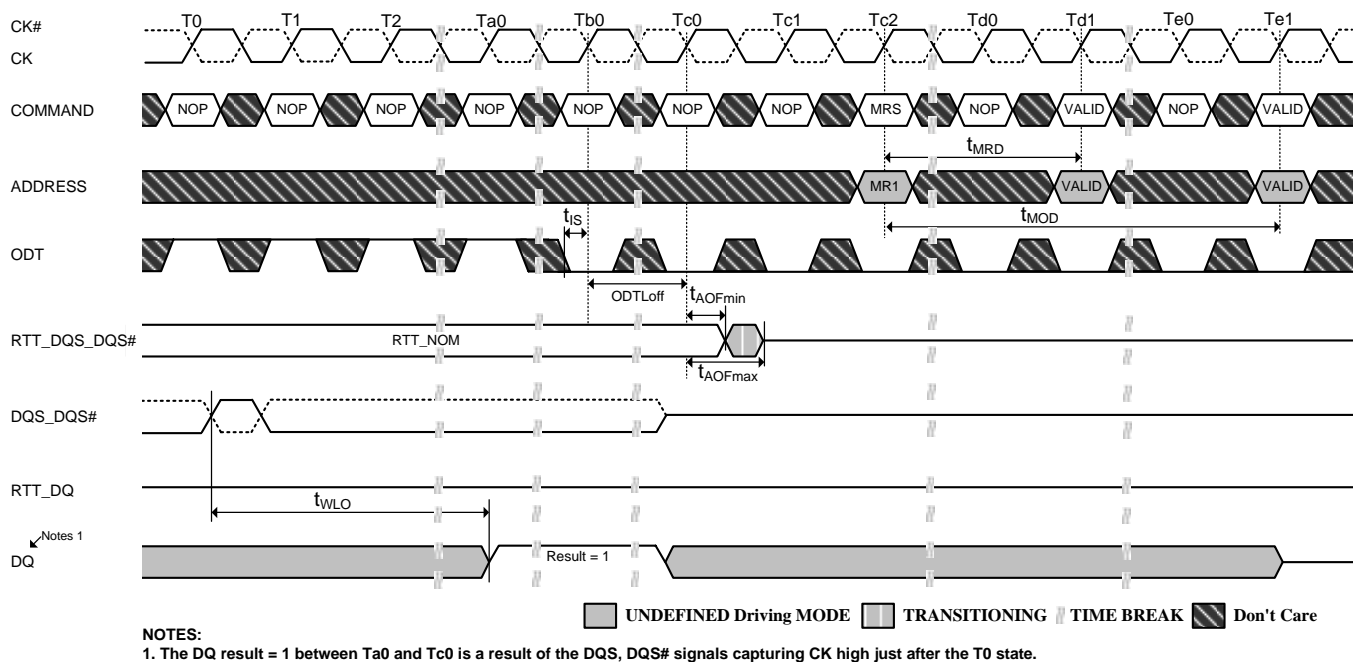 CK#
CK
T0 T1 T2 Ta0 Tb0 Tc0 Tc1 Tc2 Td0 Td1 Te0 Te1
COMMAND NOP NOP NOP NOP NOP NOP NOP MRS NOP VALID NOP VALID
tMRD
ADDRESS MR1 VALID VALID
tIS tMOD
ODT
ODTLoff tAOFmin
RTT_DQS_DQS# RTT_NOM
tAOFmax
DQS_DQS#
RTT_DQ
tWLO
Notes 1
DQ Result = 1
UNDEFINED Driving MODE TRANSITIONING TIME BREAK Don't Care
NOTES:
1. The DQ result = 1 between Ta0 and Tc0 is a result of the DQS, DQS# signals capturing CK high just after the T0 state.